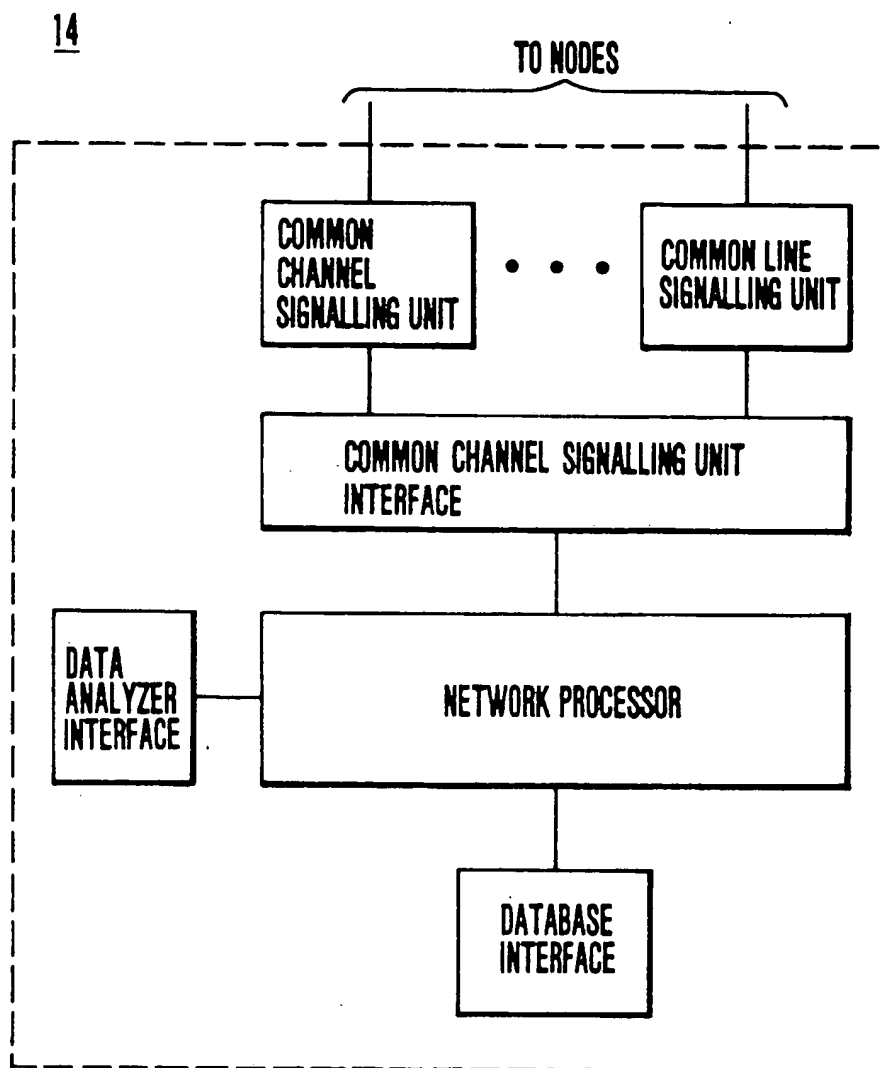 14
TO NODES
COMMON
CHANNEL
SIGNALLING UNIT
COMMON LINE
SIGNALLING UNIT
COMMON CHANNEL SIGNALLING UNIT
INTERFACE
DATA
ANALYZER
INTERFACE
NETWORK PROCESSOR
DATABASE
INTERFACE